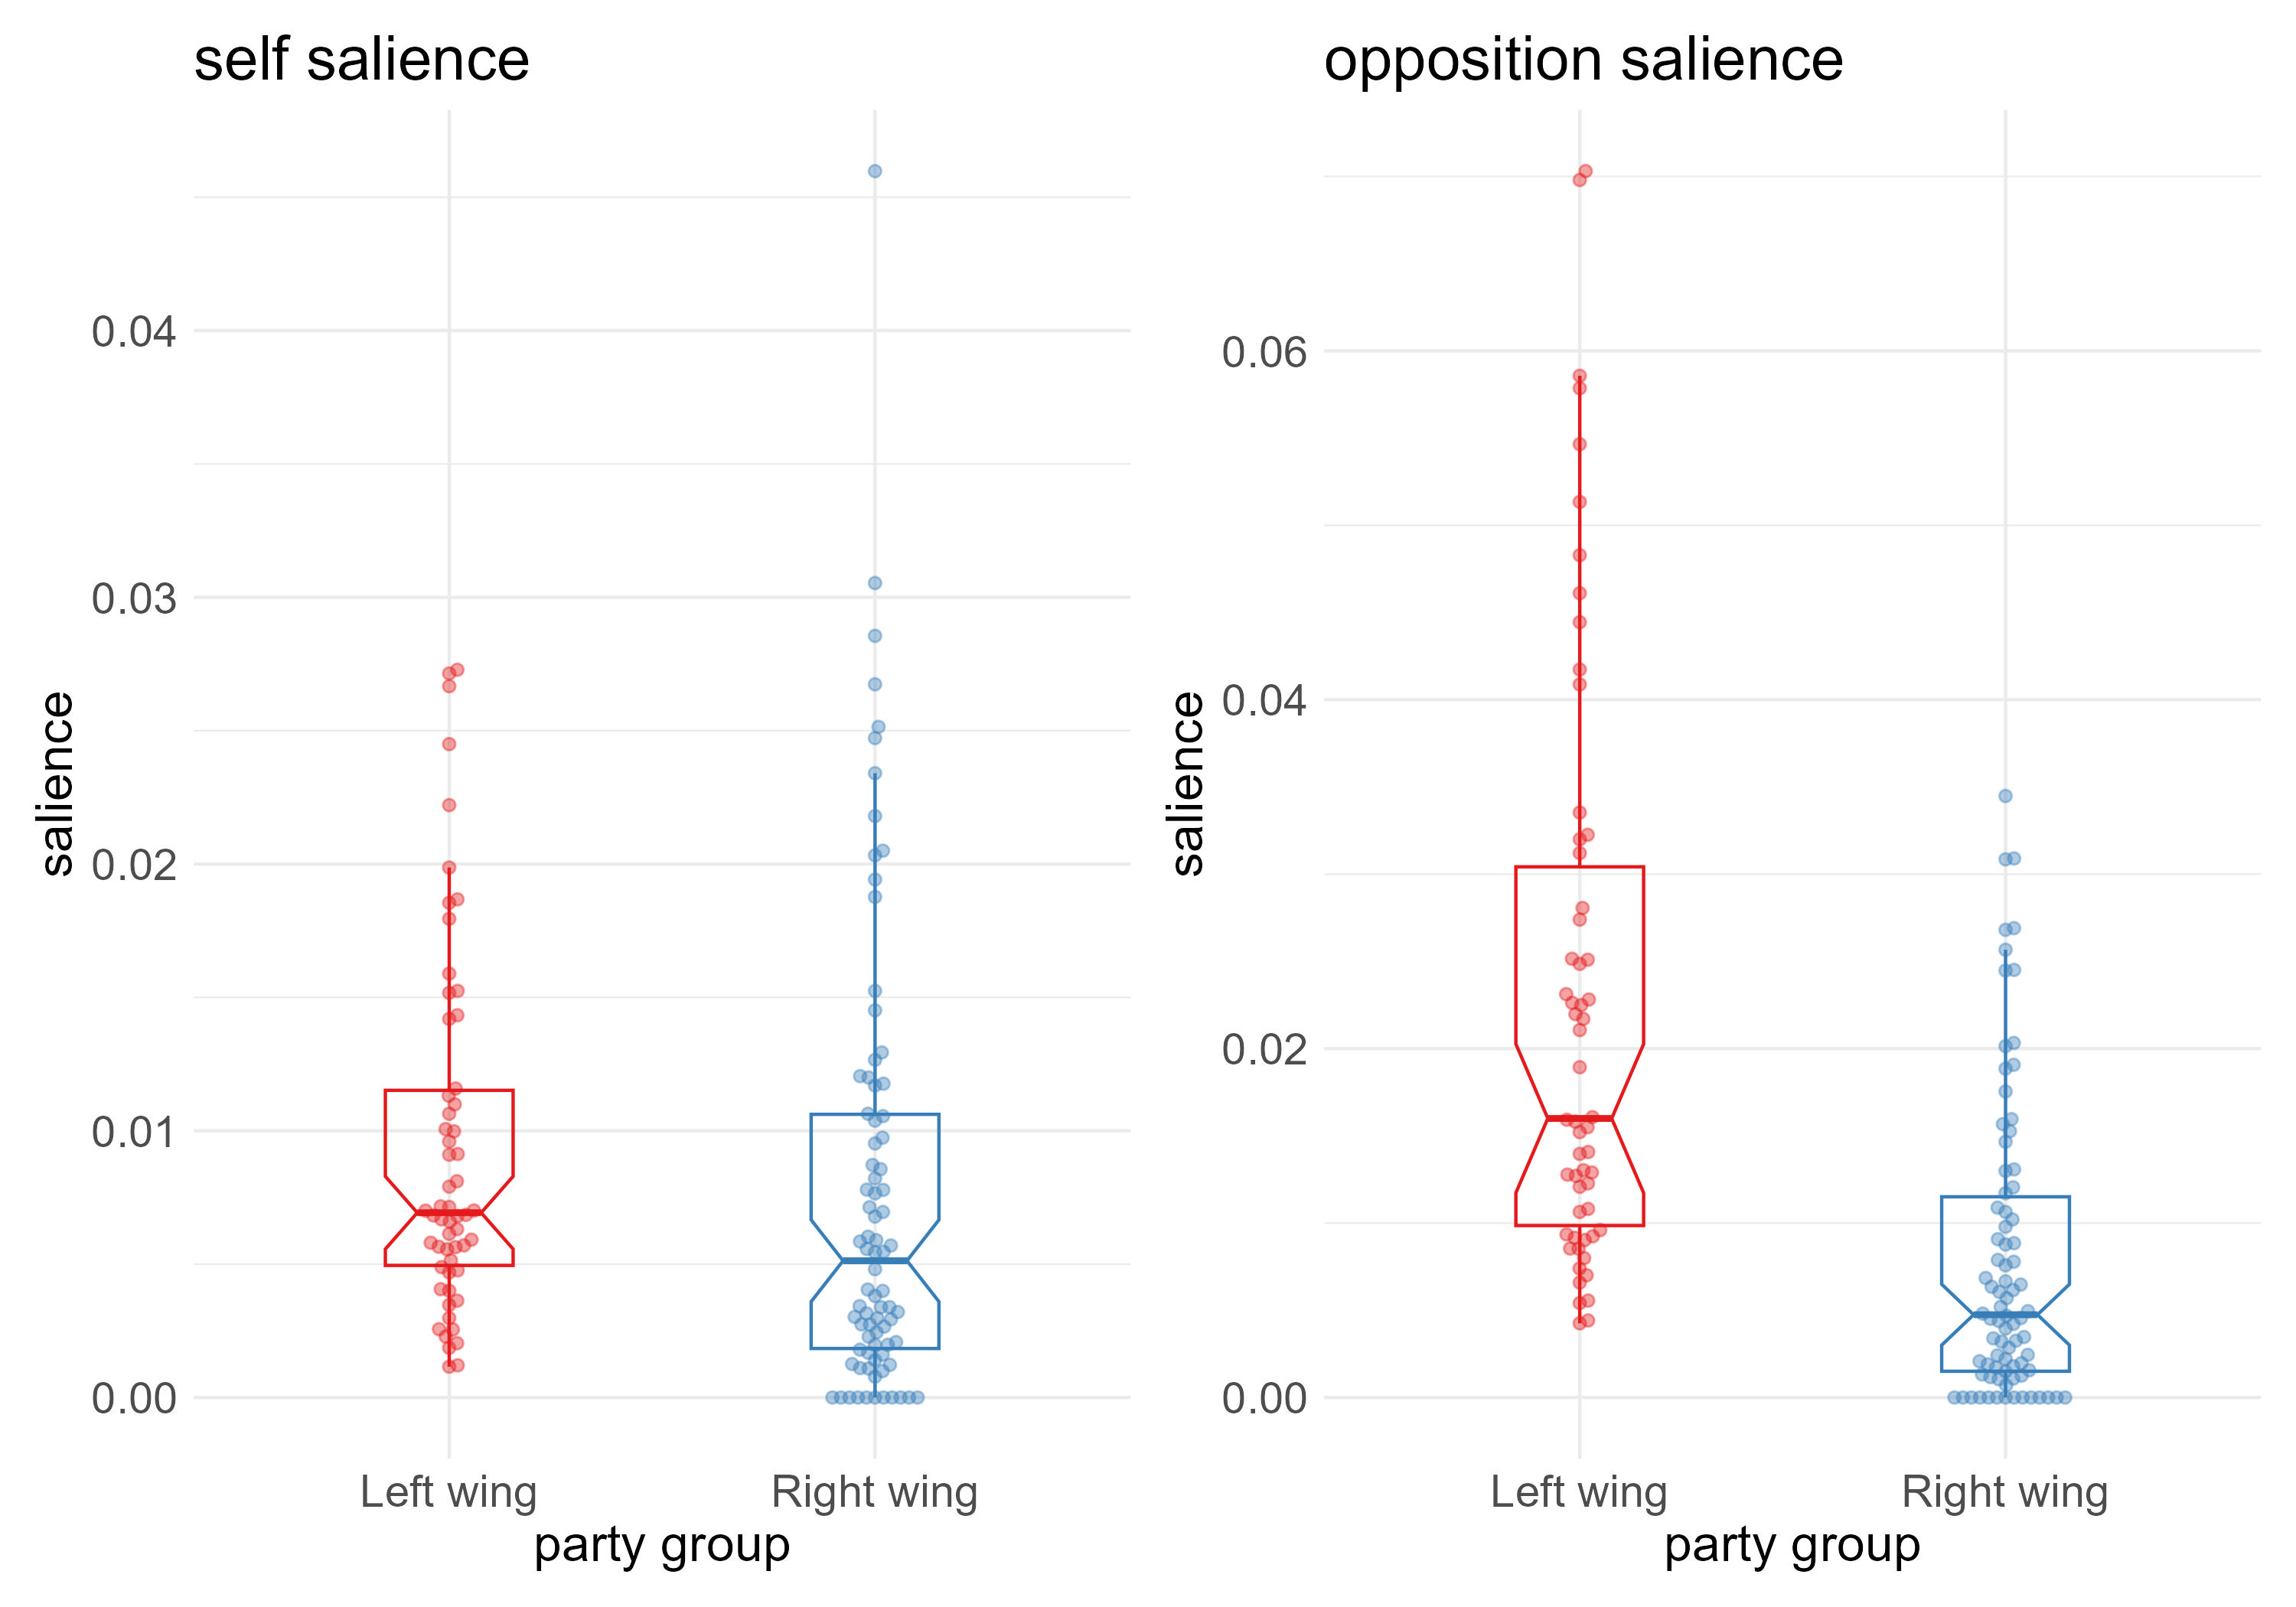 self salience
salience
0.04
0.03
0.02
0.01
0.00
Left wing
Right wing
party group
opposition salience
salience
0.06
0.04
0.02
0.00
Left wing
Right wing
party group